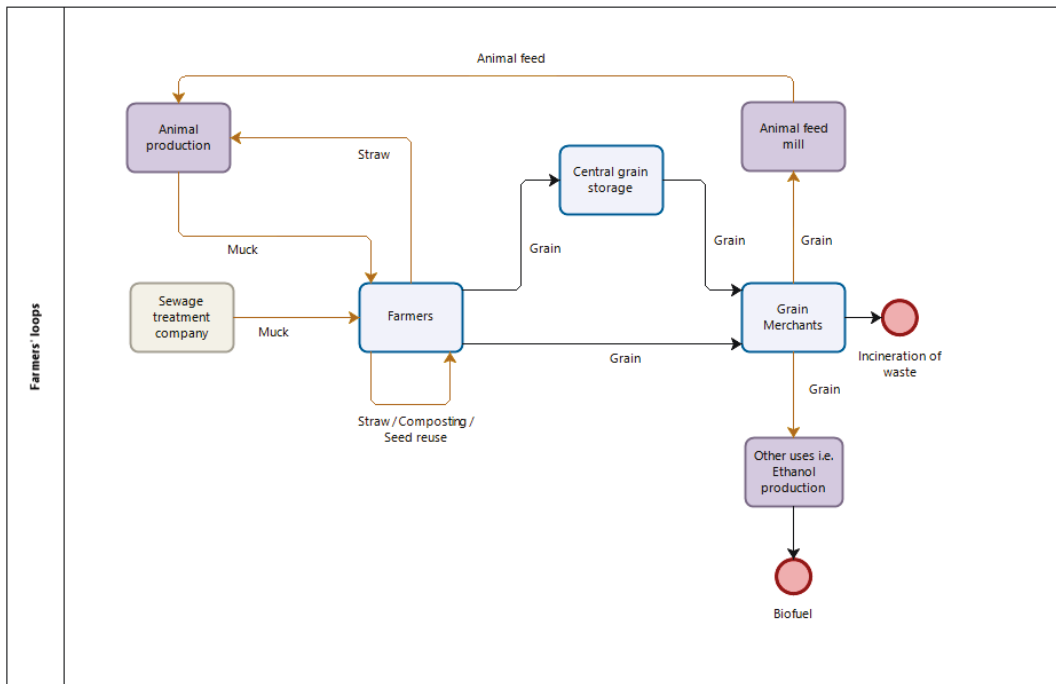 Farmers' loops
Animal feed
Animal
production
Straw
Animal feed
mill
Central grain
storage
Muck
Grain
Grain
Grain
Sewage
treatment
company
Muck
Farmers
Grain
Grain
Merchants
Incineration of
waste
Grain
Straw / Composting /
Seed reuse
Other uses i.e.
Ethanol
production
Biofuel